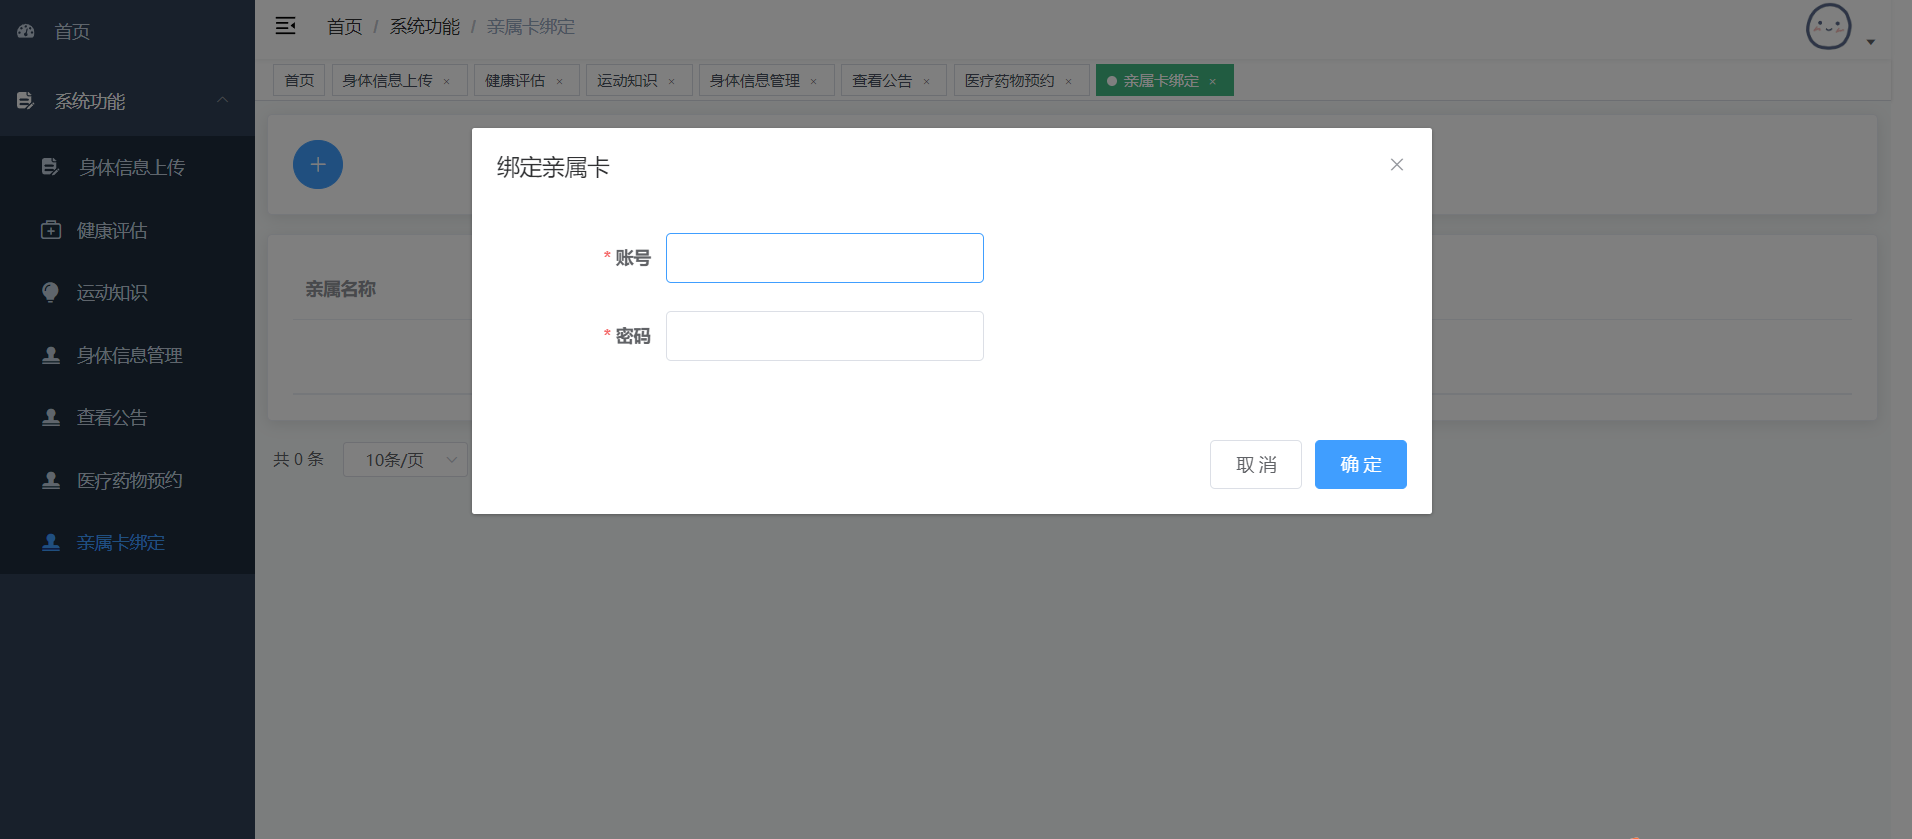 首页
系统功能
身体信息上传
健康评估
运动知识
身体信息管理
查看公告
医疗药物预约
亲属卡绑定
首页 / 系统功能 / 亲属卡绑定
首页 身体信息上传 × 健康评估 × 运动知识 × 身体信息管理 × 查看公告 × 医疗药物预约 × 亲属卡绑定 ×
亲属名称
共 0 条 10条/页
绑定亲属卡
* 账号
* 密码
取 消 确 定